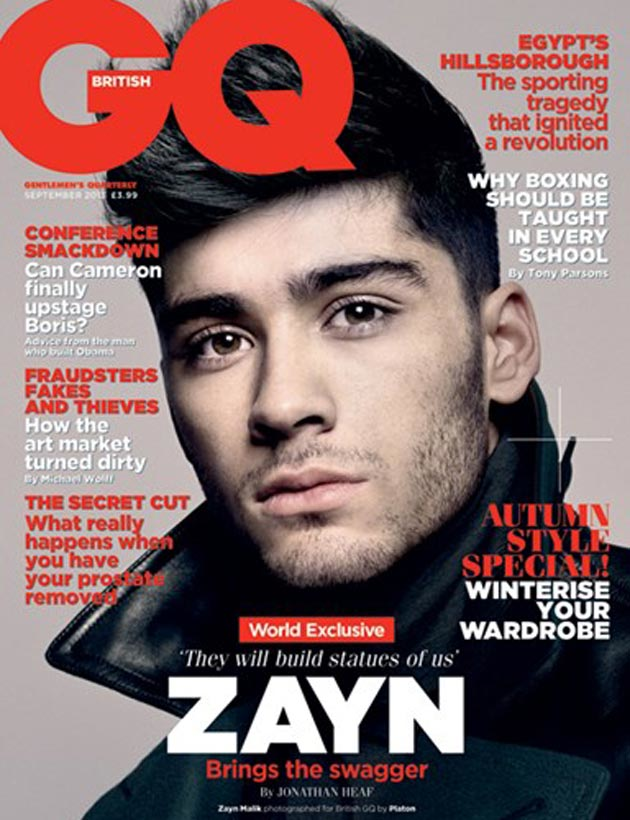 GQ
BRITISH
GENTLEMEN'S QUARTERLY
SEPTEMBER 2013 £3.99
EGYPT'S
HILLSBOROUGH
The sporting
tragedy
that ignited
a revolution
WHY BOXING
SHOULD BE
TAUGHT
IN EVERY
SCHOOL
By Tony Parsons
CONFERENCE
SMACKDOWN
Can Cameron
finally
upstage
Boris?
Advice from the man
who built Obama
FRAUDSTERS
FAKES
AND THIEVES
How the
art market
turned dirty
By Michael Wolff
THE SECRET CUT
What really
happens when
you have
your prostate
removed
AUTUMN
STYLE
SPECIAL!
WINTERISE
YOUR
WARDROBE
World Exclusive
'They will build statues of us'
ZAYN
Brings the swagger
By JONATHAN HEAF
Zayn Malik photographed for British GQ by Platon